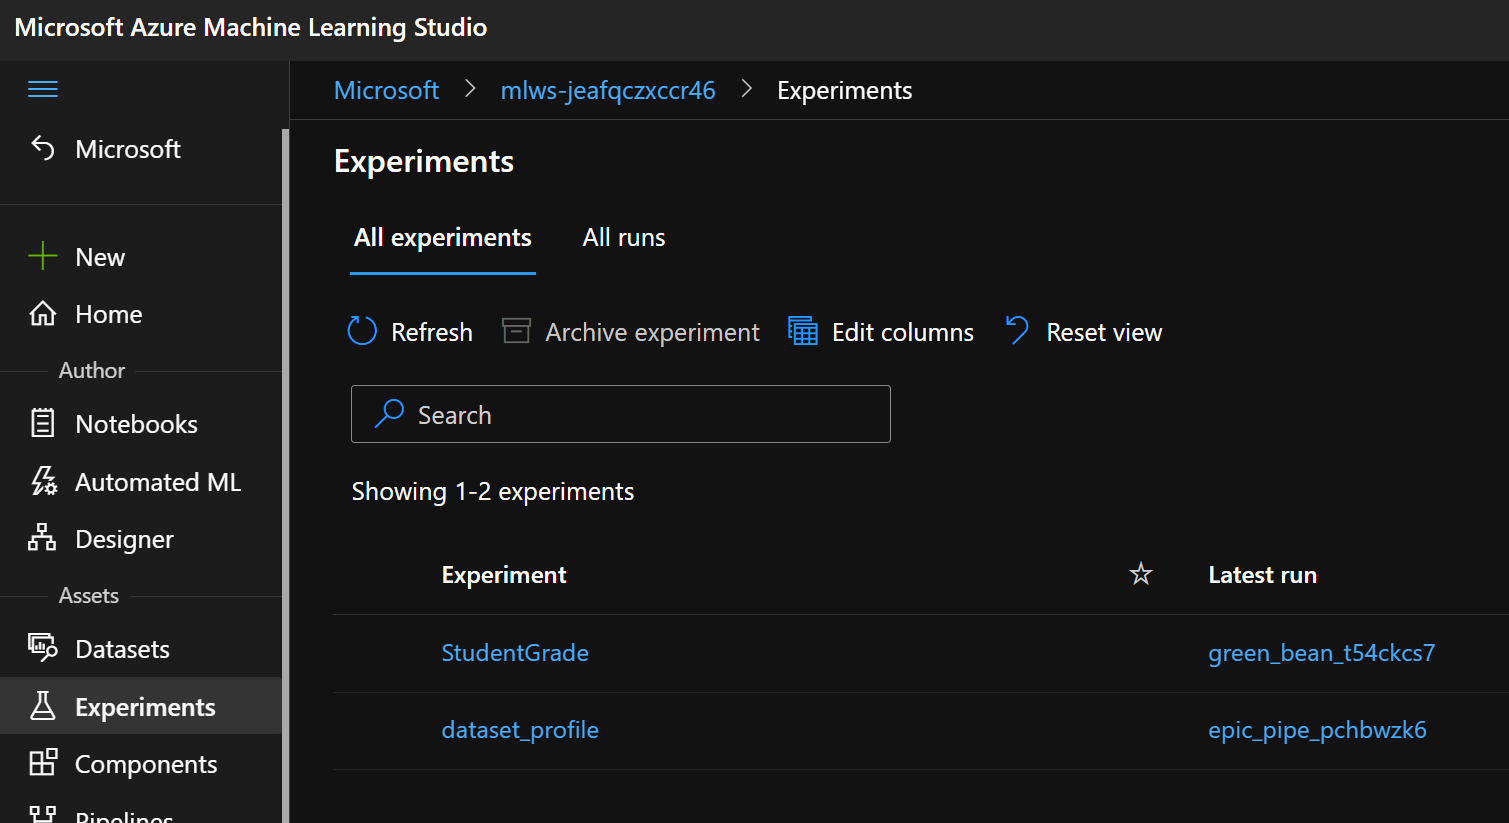 Microsoft Azure Machine Learning Studio
Microsoft > mlws-jeafqczxccr46 > Experiments
Microsoft
New
Home
Author
Notebooks
Automated ML
Designer
Assets
Datasets
Experiments
Components
Pipelines
Experiments
All experiments All runs
Refresh Archive experiment Edit columns Reset view
Search
Showing 1-2 experiments
Experiment Latest run
StudentGrade green_bean_t54ckcs7
dataset_profile epic_pipe_pchbwzk6